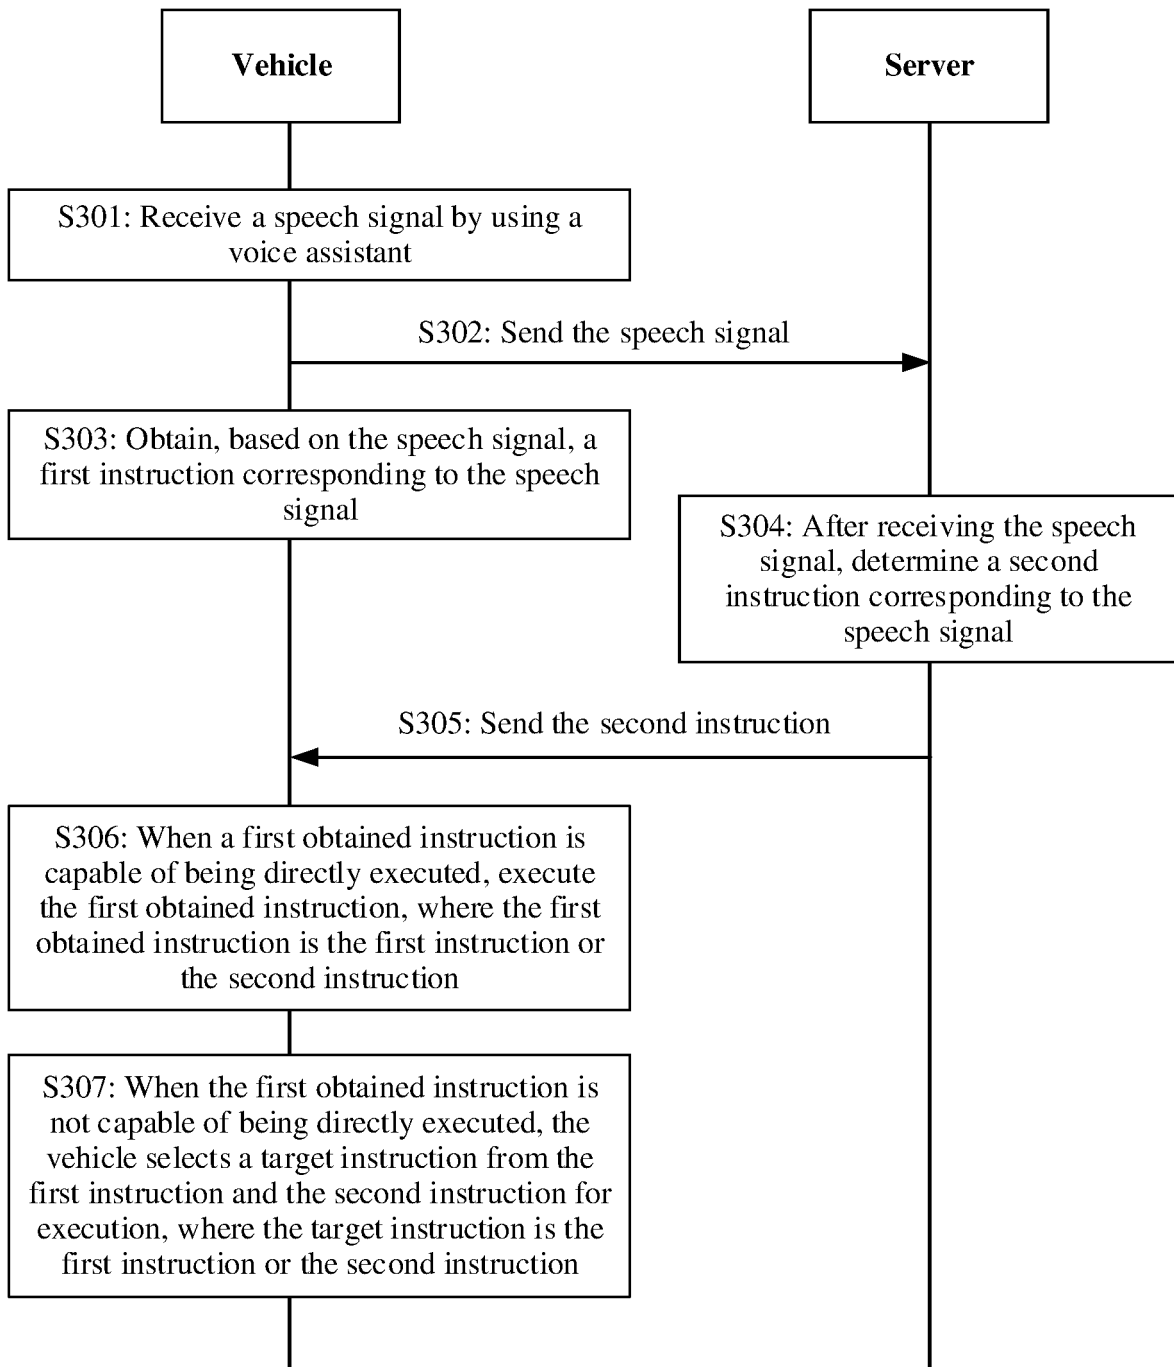 Vehicle
Server
S301: Receive a speech signal by using a
voice assistant
S302: Send the speech signal
S303: Obtain, based on the speech signal, a
first instruction corresponding to the speech
signal
S304: After receiving the speech
signal, determine a second
instruction corresponding to the
speech signal
S305: Send the second instruction
S306: When a first obtained instruction is
capable of being directly executed, execute
the first obtained instruction, where the first
obtained instruction is the first instruction or
the second instruction
S307: When the first obtained instruction is
not capable of being directly executed, the
vehicle selects a target instruction from the
first instruction and the second instruction for
execution, where the target instruction is the
first instruction or the second instruction